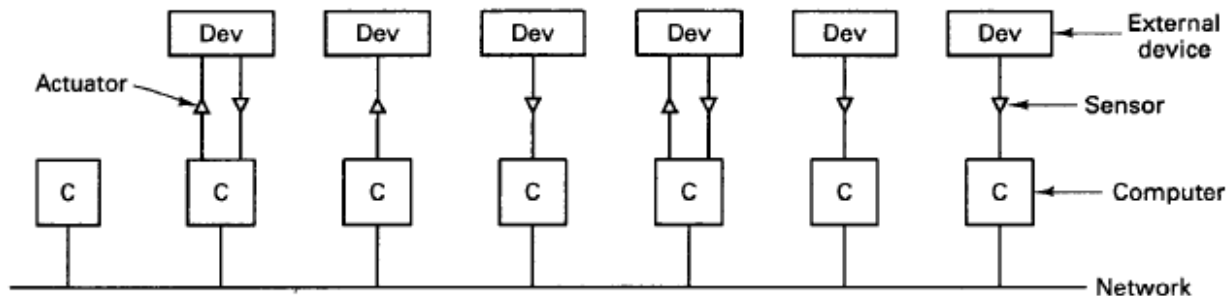 Dev Dev Dev Dev Dev Dev
External
device
Actuator
Sensor
C C C C C C C
Computer
Network